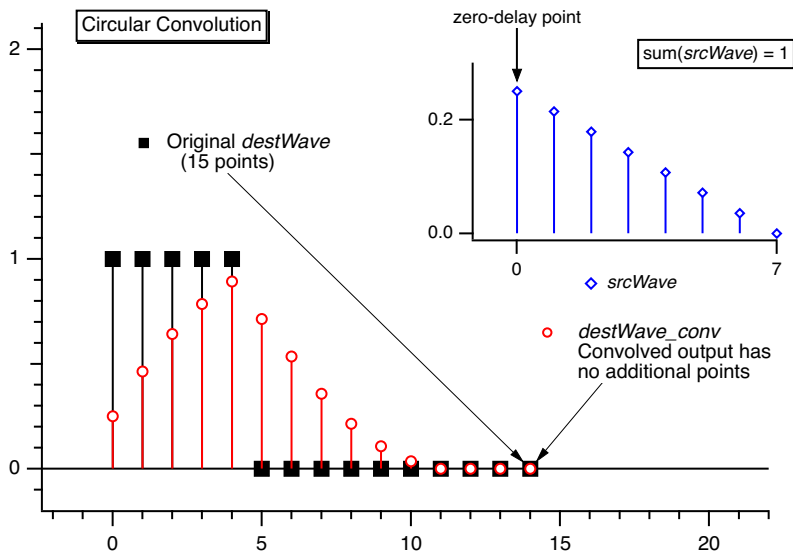 Circular Convolution
zero-delay point
sum(srcWave) = 1
2
1
0
Original destWave
(15 points)
0.2
0.0
0
7
srcWave
destWave_conv
Convolved output has
no additional points
0
5
10
15
20